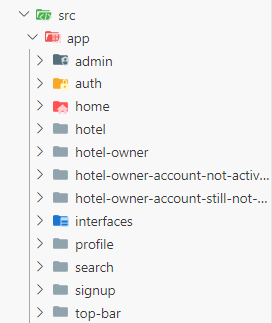 src
app
admin
auth
home
hotel
hotel-owner
hotel-owner-account-not-activ...
hotel-owner-account-still-not-...
interfaces
profile
search
signup
top-bar